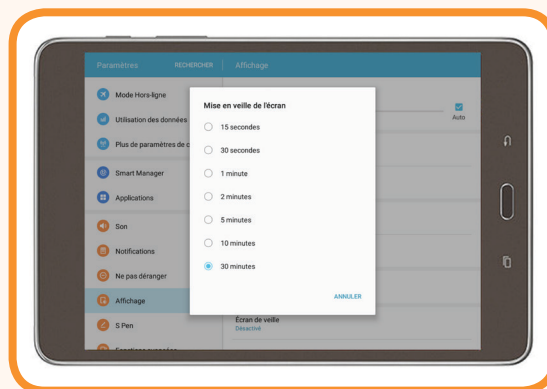 Paramètres
RECHERCHER
Affichage
Mode Hors-ligne
Utilisation des données
Plus de paramètres de c
Smart Manager
Applications
Son
Notifications
Ne pas déranger
Affichage
S Pen
Fonctions avancées
Auto
Mise en veille de l'écran
15 secondes
30 secondes
1 minute
2 minutes
5 minutes
10 minutes
30 minutes
ANNULER
Écran de veille
Désactivé